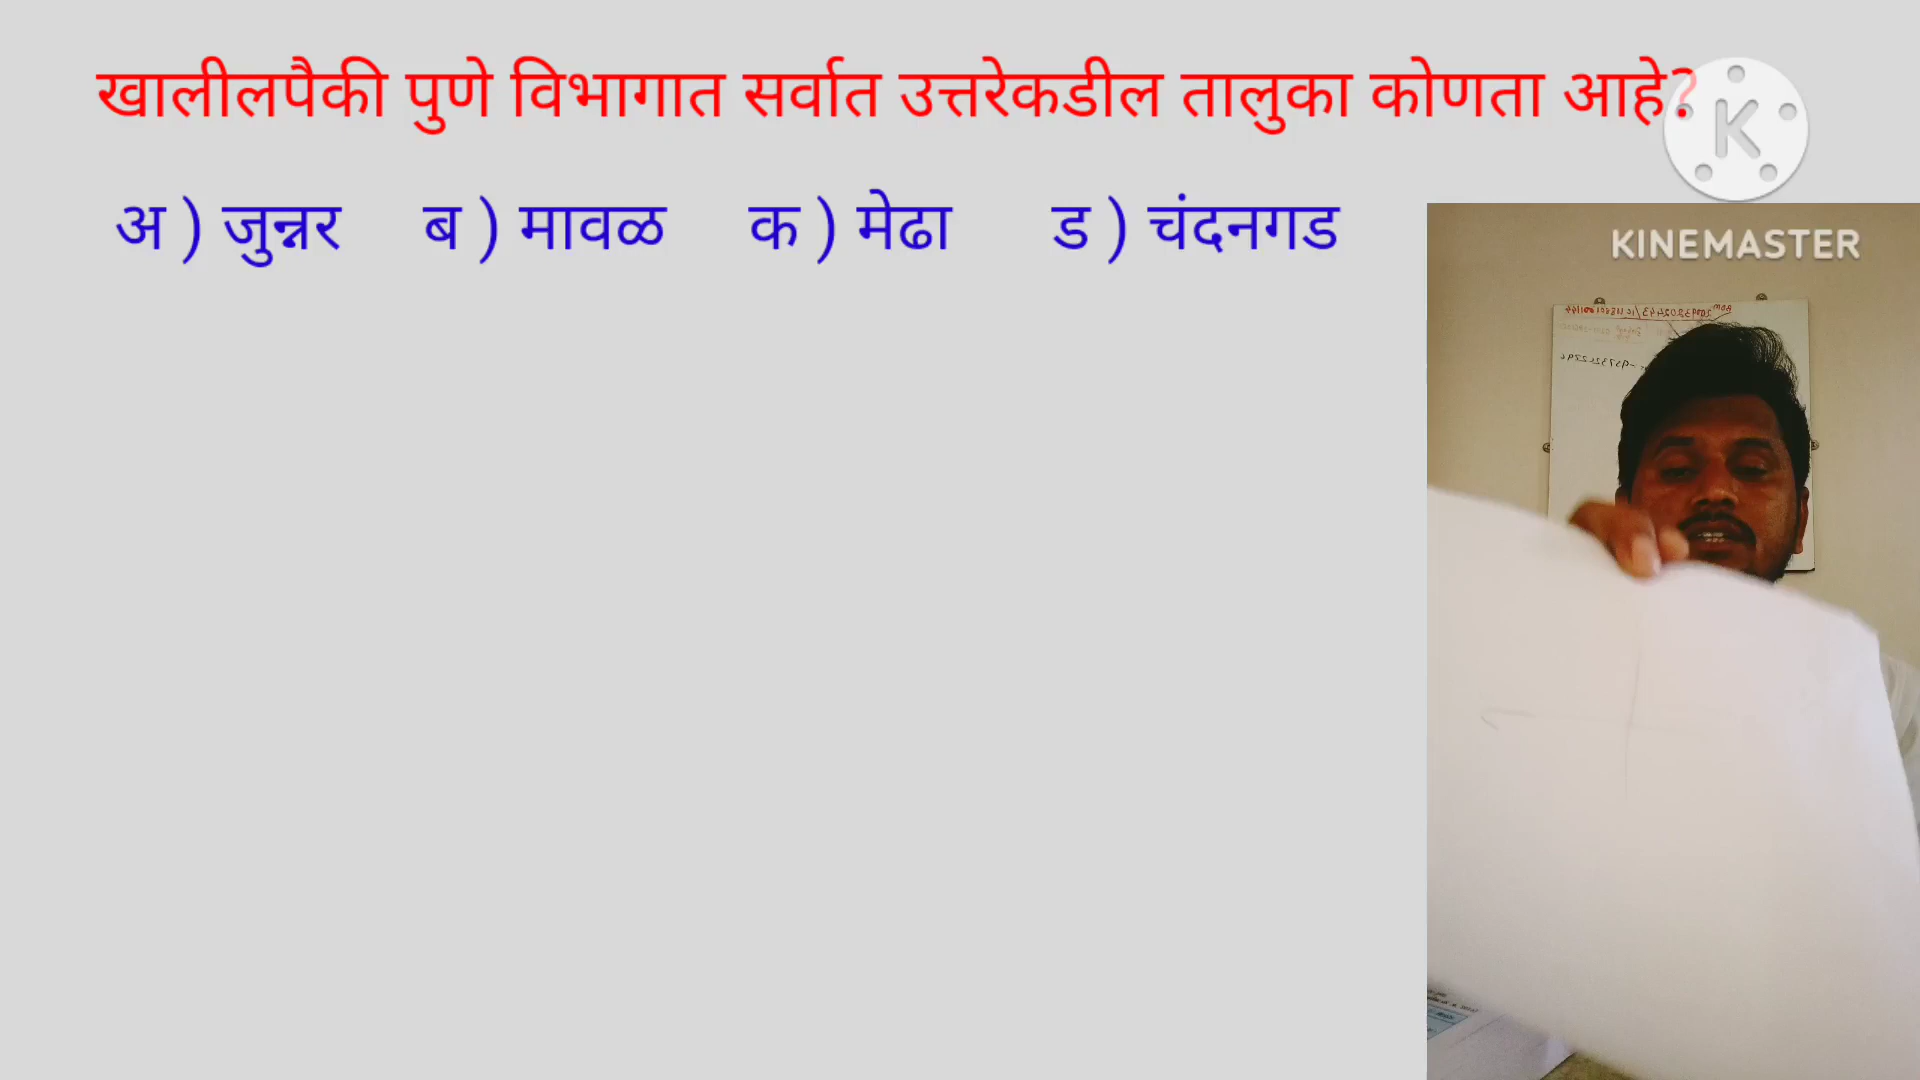 खालीलपैकी पुणे विभागात सर्वात उत्तरेकडील तालुका कोणता आहे?
अ ) जुन्नर ब ) मावळ क ) मेढा ड ) चंदनगड
K
KINEMASTER